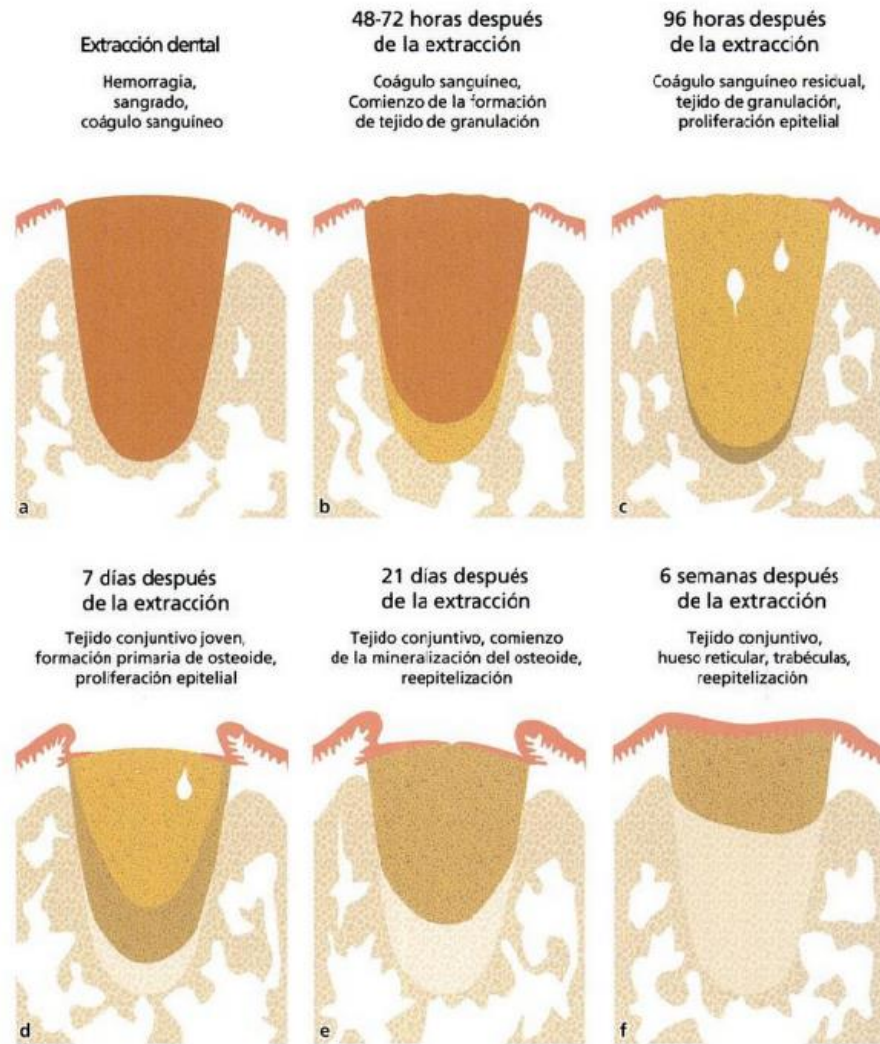 Extracción dental
Hemorragia,
sangrado,
coágulo sanguíneo
48-72 horas después
de la extracción
Coágulo sanguíneo,
Comienzo de la formación
de tejido de granulación
96 horas después
de la extracción
Coágulo sanguíneo residual,
tejido de granulación,
proliferación epitelial
a
b
c
7 días después
de la extracción
Tejido conjuntivo joven,
formación primaria de osteoide,
proliferación epitelial
21 días después
de la extracción
Tejido conjuntivo, comienzo
de la mineralización del osteoide,
reepitelización
6 semanas después
de la extracción
Tejido conjuntivo,
hueso reticular, trabéculas,
reepitelización
d
e
f